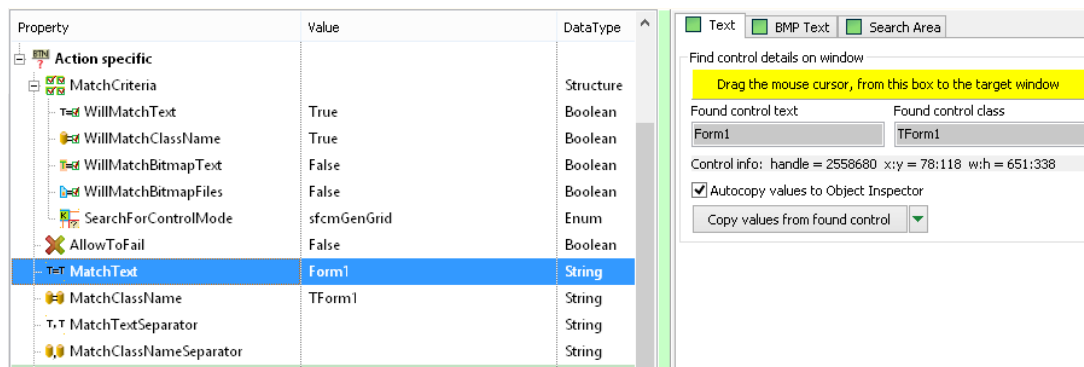 Property Value DataType
Action specific
MatchCriteria Structure
WillMatchText True Boolean
WillMatchClassName True Boolean
WillMatchBitmapText False Boolean
WillMatchBitmapFiles False Boolean
SearchForControlMode sfcmGenGrid Enum
AllowToFail False Boolean
T=T MatchText Form1 String
MatchClassName TForm1 String
T,T MatchTextSeparator String
MatchClassNameSeparator String
Text BMP Text Search Area
Find control details on window
Drag the mouse cursor, from this box to the target window
Found control text Found control class
Form1 TForm1
Control info: handle = 2558680 x:y = 78:118 w:h = 651:338
Autocopy values to Object Inspector
Copy values from found control